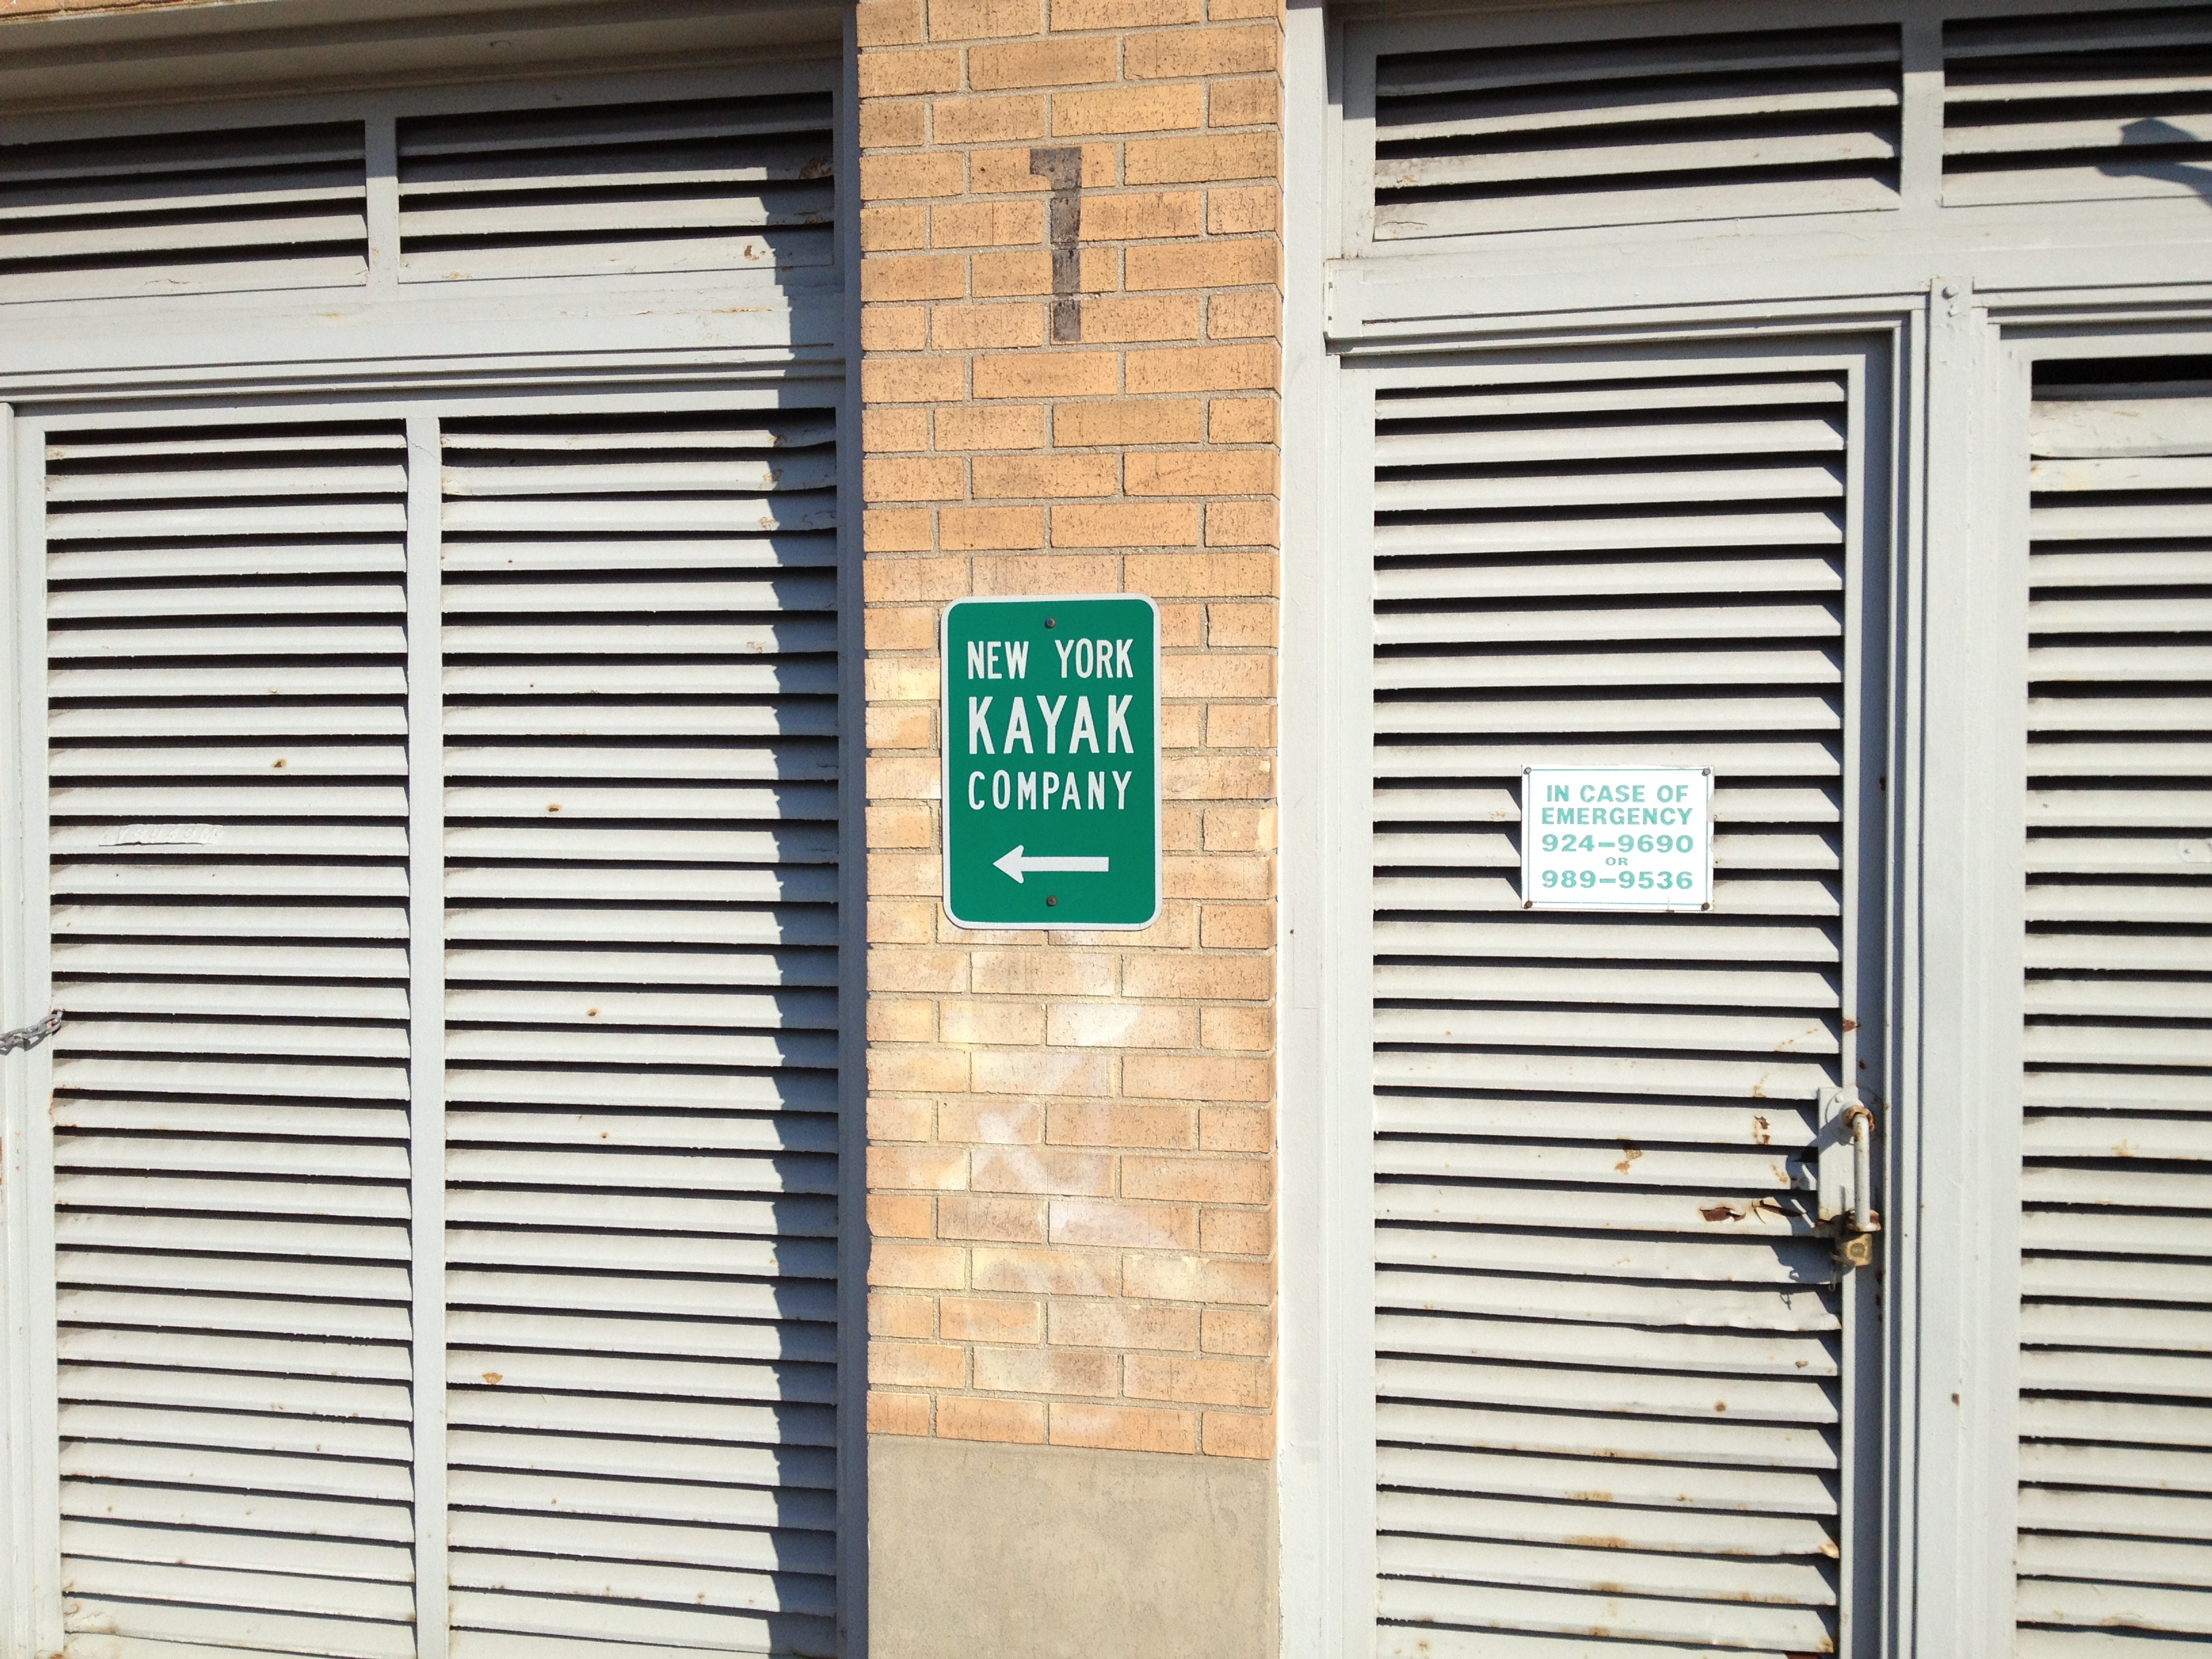 1
NEW YORK
KAYAK
COMPANY
IN CASE OF
EMERGENCY
924-9690
OR
989-9536